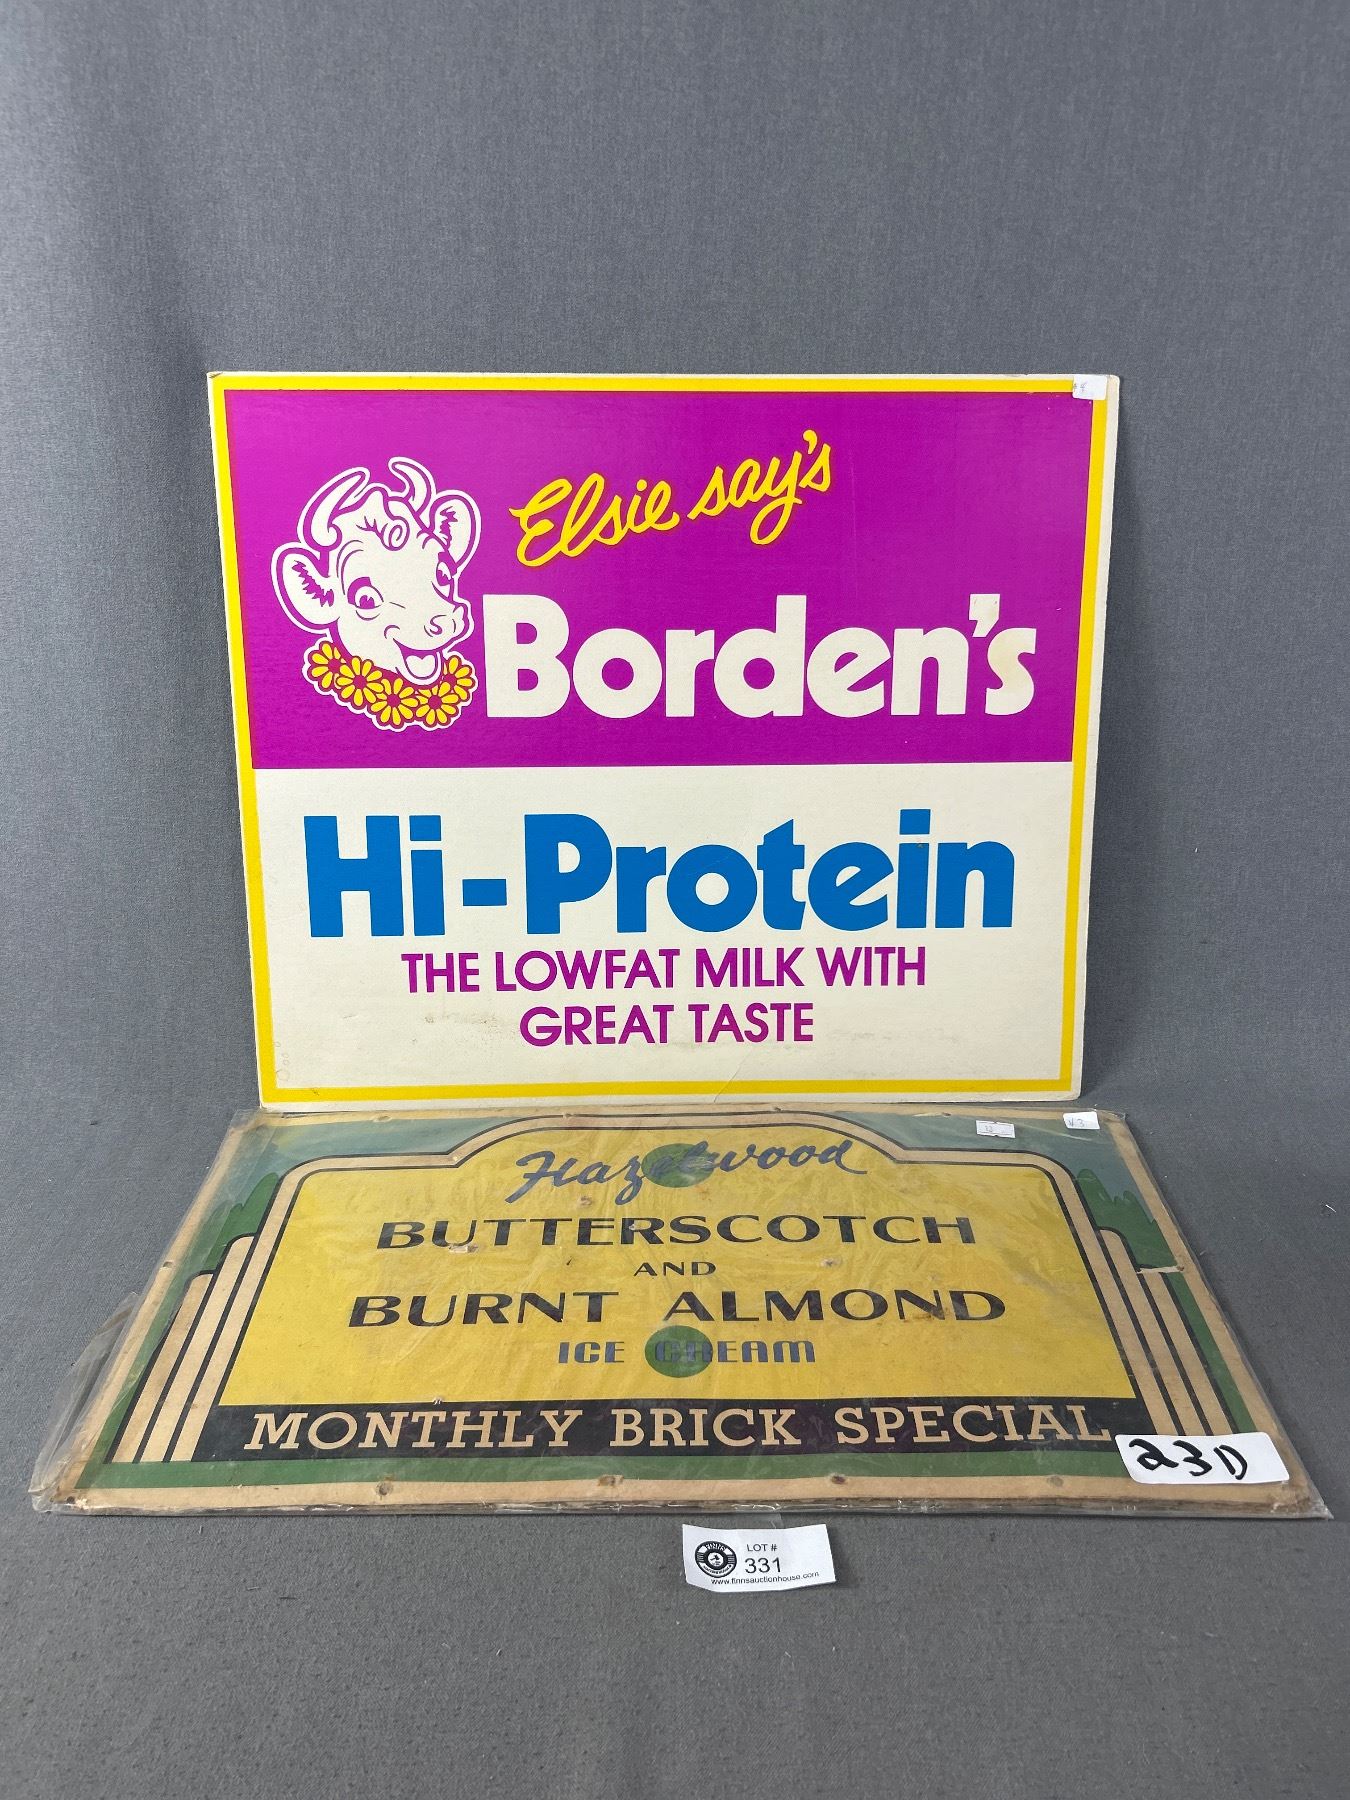 Elsie say's
Borden's
Hi-Protein
THE LOWFAT MILK WITH
GREAT TASTE
Hazelwood
BUTTERSCOTCH
AND
BURNT ALMOND
ICE CREAM
MONTHLY BRICK SPECIAL
23D
LOT #
331
www.finnsauctionhouse.com